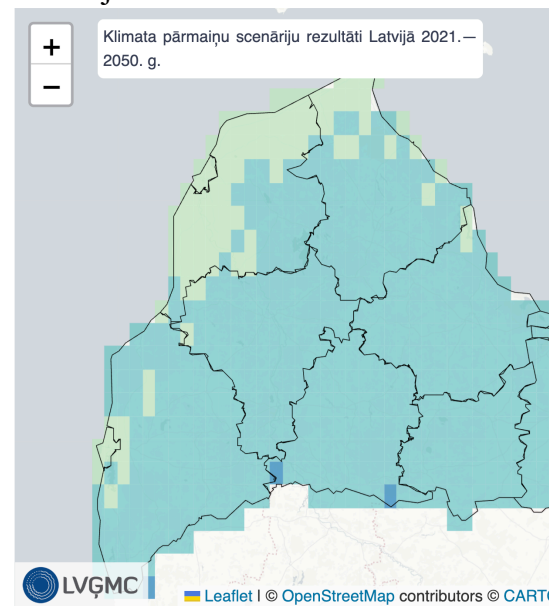 +
Klimata pārmaiņu scenāriju rezultāti Latvijā 2021.—
2050. g.
−
LVĢMC
Leaflet | © OpenStreetMap contributors © CARTO